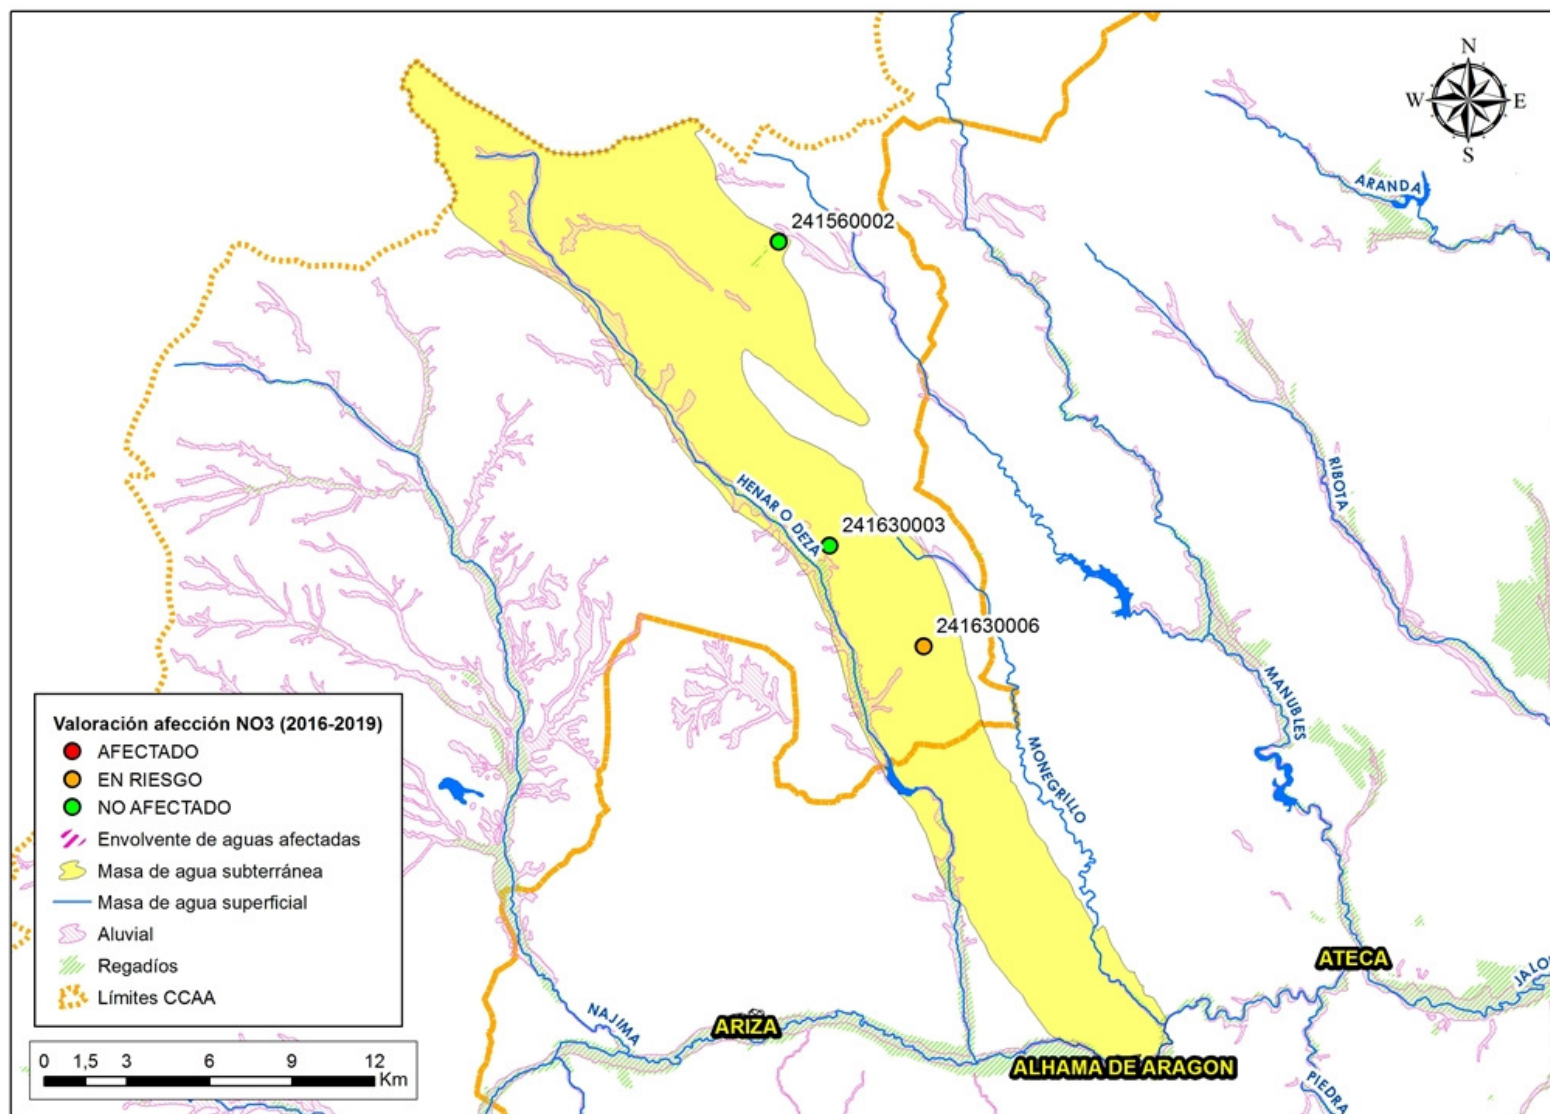 N
W
E
S
ARANDA
241560002
RIBOTA
HENAR O DEZA
241630003
241630006
MANUBLES
MONEGRILLO
Valoración afección NO3 (2016-2019)
AFECTADO
EN RIESGO
NO AFECTADO
Envolvente de aguas afectadas
Masa de agua subterránea
Masa de agua superficial
Aluvial
Regadíos
Límites CCAA
ATECA
JALO
NAJIMA
ARIZA
ALHAMA DE ARAGON
PIEDRA
0 1,5 3 6 9 12
Km